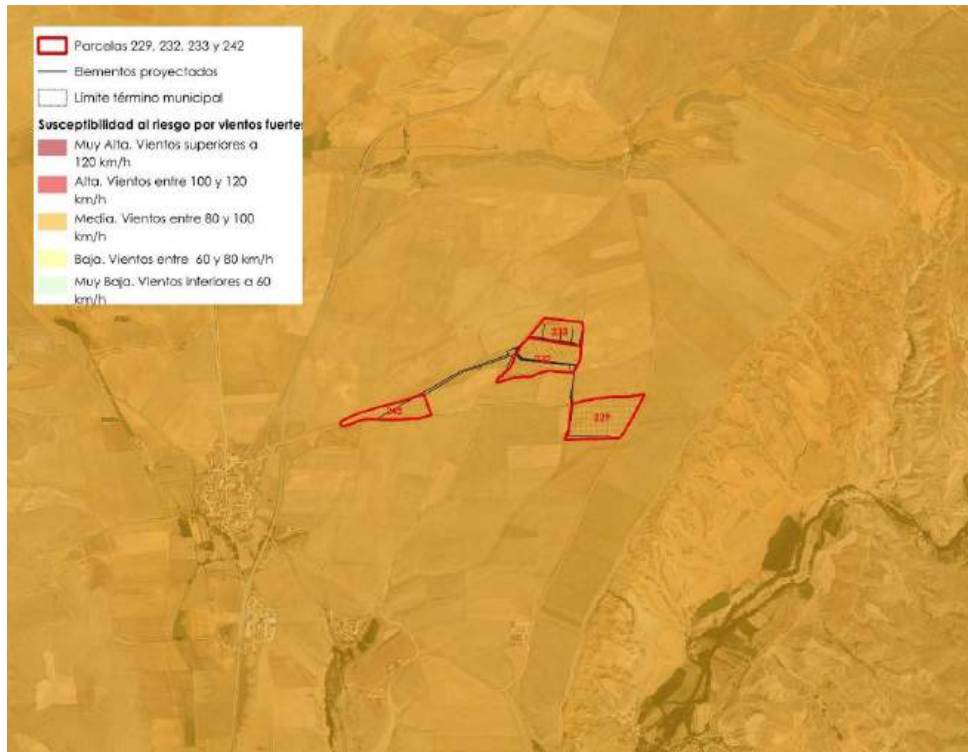 Parcelas 229, 232, 233 y 242
Elementos proyectados
Límite término municipal
Susceptibilidad al riesgo por vientos fuertes
Muy Alta. Vientos superiores a
120 km/h
Alta. Vientos entre 100 y 120
km/h
Media. Vientos entre 80 y 100
km/h
Baja. Vientos entre 60 y 80 km/h
Muy Baja. Vientos inferiores a 60
km/h
233
229